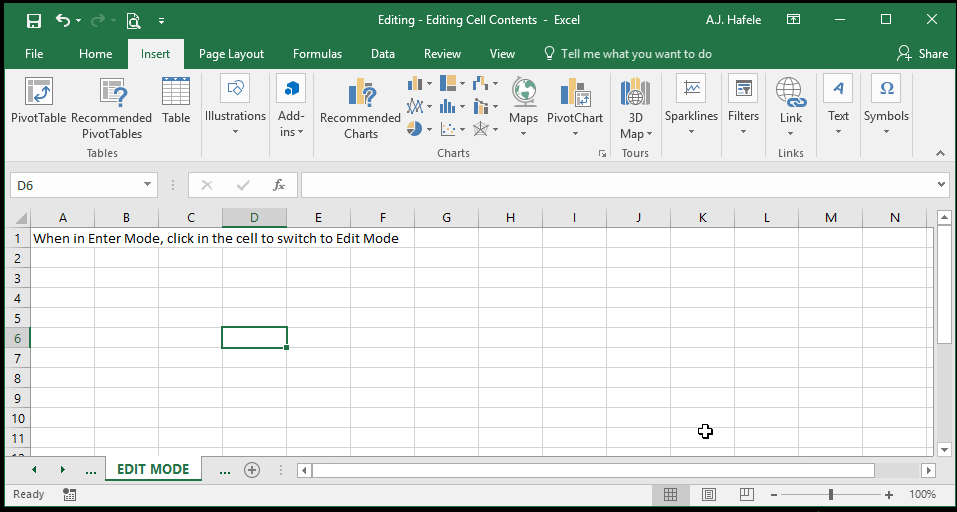 Editing - Editing Cell Contents - Excel
A.J. Hafele
File Home Insert Page Layout Formulas Data Review View Tell me what you want to do Share
PivotTable Recommended PivotTables Table Illustrations Add-ins Recommended Charts Maps PivotChart 3D Map Sparklines Filters Link Text Symbols
Tables Charts Tours Links
D6 fx
A B C D E F G H I J K L M N
1 When in Enter Mode, click in the cell to switch to Edit Mode
2
3
4
5
6
7
8
9
10
11
12
... EDIT MODE ...
Ready 100%